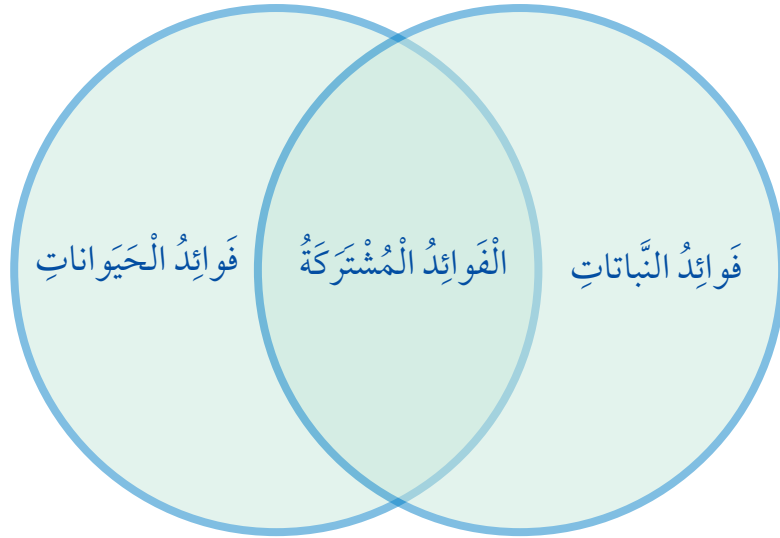 فَوائِدُ النَّباتاتِ
الْفَوائِدُ الْمُشْتَرَكَةُ
فَوائِدُ الْحَيَواناتِ